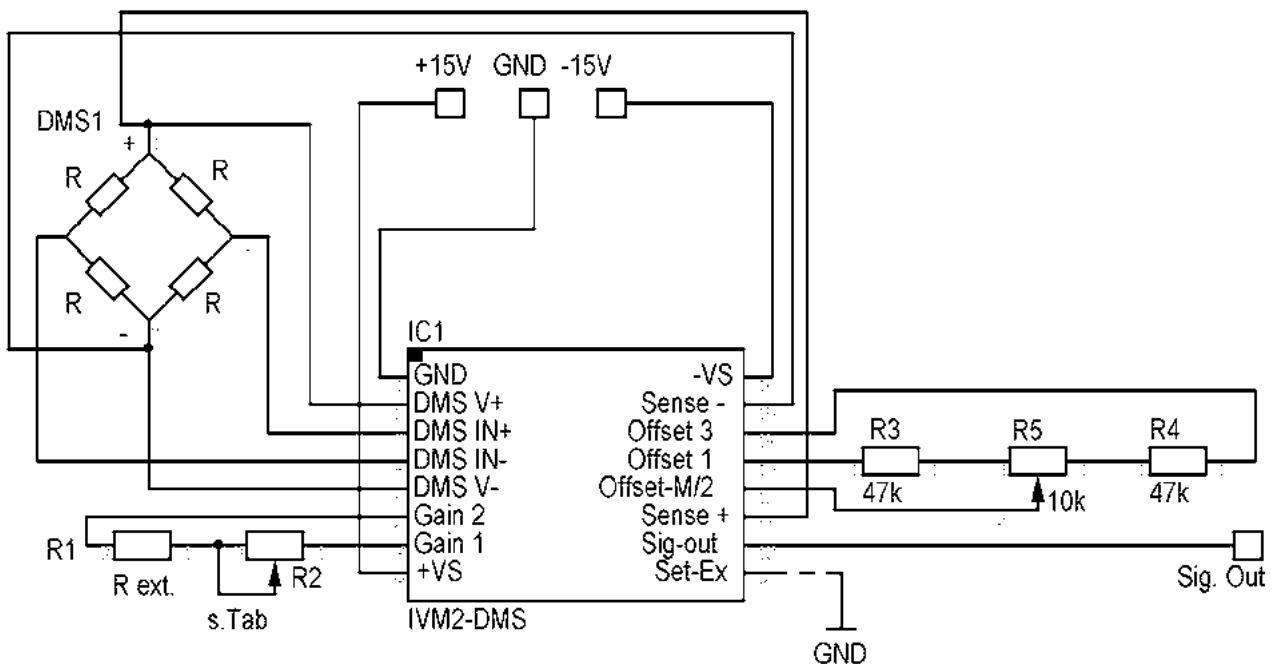 +15V GND -15V
DMS1
+
R
R
-
R
R
-
IC1
GND
DMS V+
DMS IN+
DMS IN-
DMS V-
Gain 2
Gain 1
+VS
-VS
Sense -
Offset 3
Offset 1
Offset-M/2
Sense +
Sig-out
Set-Ex
IVM2-DMS
R3
47k
R5
10k
R4
47k
R1
R ext.
R2
s.Tab
Sig. Out
GND